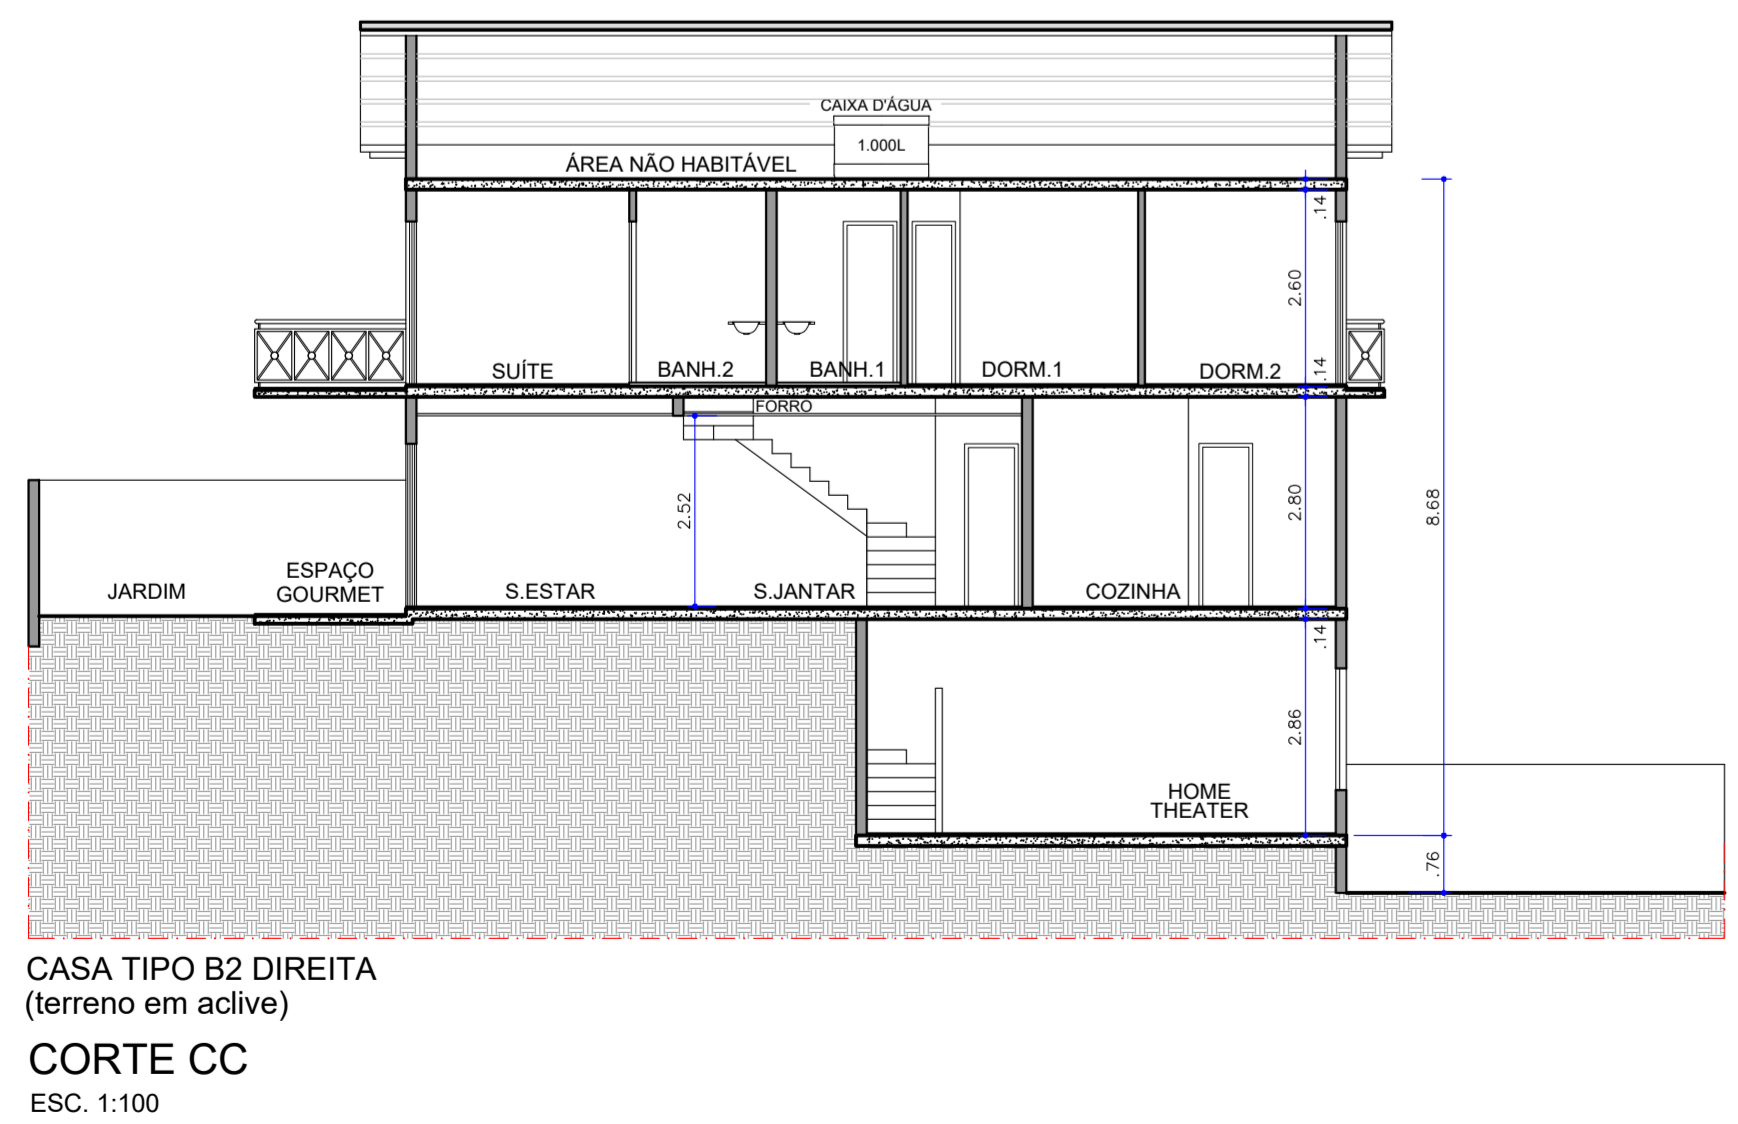 CAIXA D'ÁGUA
1.000L
ÁREA NÃO HABITÁVEL
.14
2.60
SUÍTE
BANH.2
BANH.1
DORM.1
DORM.2
.14
FORRO
2.52
2.80
8.68
JARDIM
ESPAÇO
GOURMET
S.ESTAR
S.JANTAR
COZINHA
.14
2.86
HOME
THEATER
.76
CASA TIPO B2 DIREITA
(terreno em aclive)
CORTE CC
ESC. 1:100